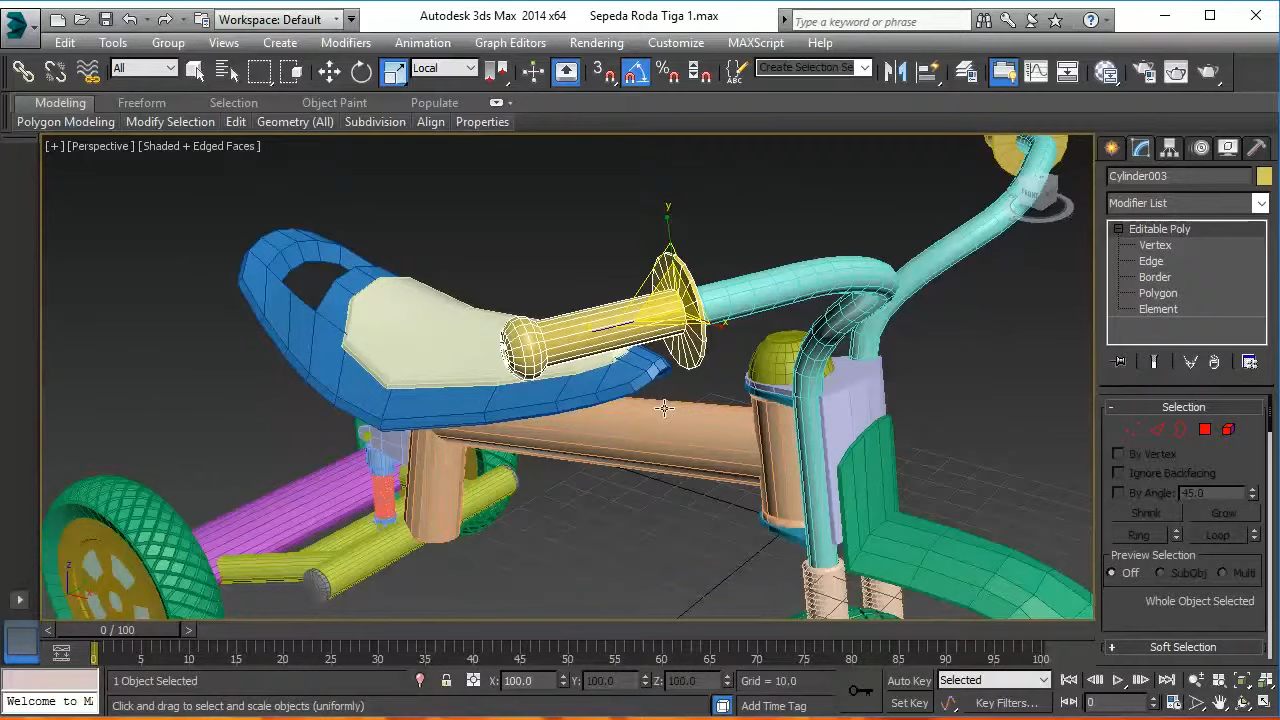 Workspace: Default
Autodesk 3ds Max 2014 x64 Sepeda Roda Tiga 1.max
Type a keyword or phrase
Edit Tools Group Views Create Modifiers Animation Graph Editors Rendering Customize MAXScript Help
All
Local
3
Create Selection Se
Modeling Freeform Selection Object Paint Populate
Polygon Modeling Modify Selection Edit Geometry (All) Subdivision Align Properties
[+] [Perspective] [Shaded + Edged Faces]
y
z
Cylinder003
Modifier List
Editable Poly
Vertex
Edge
Border
Polygon
Element
Selection
By Vertex
Ignore Backfacing
By Angle: 45.0
Shrink Grow
Ring Loop
Preview Selection
Off SubObj Multi
Whole Object Selected
Soft Selection
0 / 100
0 5 10 15 20 25 30 35 40 45 50 55 60 65 70 75 80 85 90 95 100
1 Object Selected
X: 100.0 Y: 100.0 Z: 100.0 Grid = 10.0
Auto Key Selected
Welcome to M
Click and drag to select and scale objects (uniformly)
Add Time Tag
Set Key Key Filters... 0